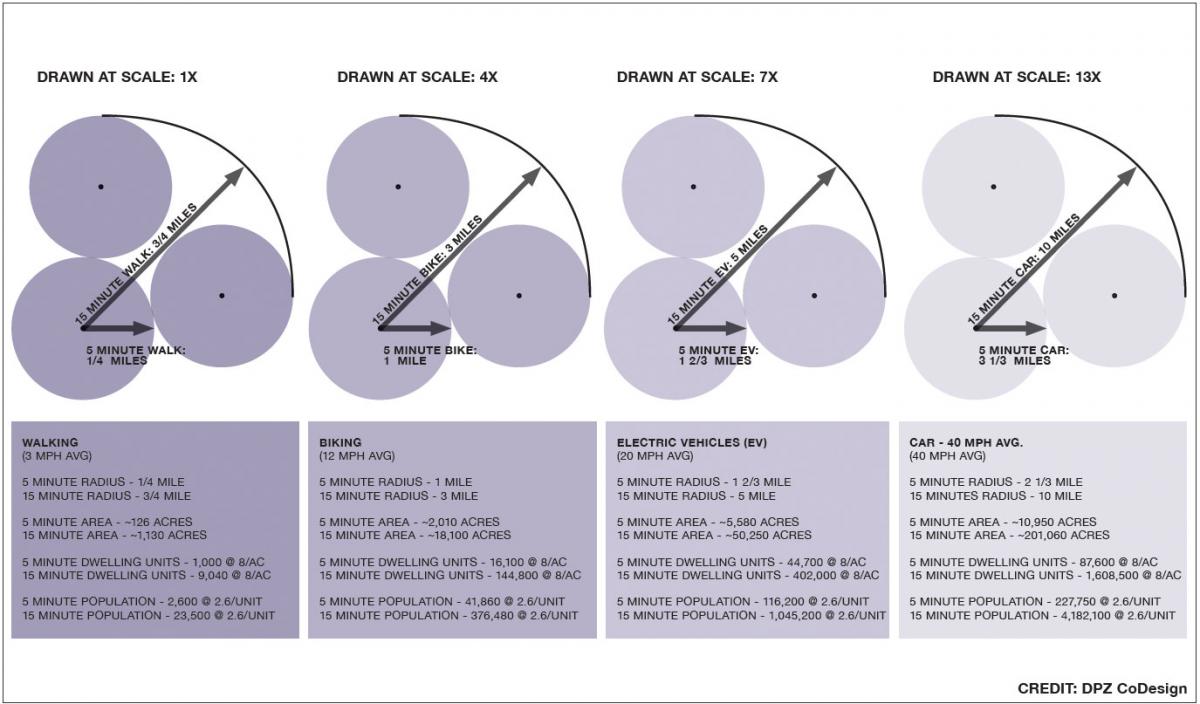 DRAWN AT SCALE: 1X
15 MINUTE WALK: 3/4 MILES
5 MINUTE WALK:
1/4 MILES
WALKING
(3 MPH AVG)
5 MINUTE RADIUS - 1/4 MILE
15 MINUTE RADIUS - 3/4 MILE
5 MINUTE AREA - ~126 ACRES
15 MINUTE AREA - ~1,130 ACRES
5 MINUTE DWELLING UNITS - 1,000 @ 8/AC
15 MINUTE DWELLING UNITS - 9,040 @ 8/AC
5 MINUTE POPULATION - 2,600 @ 2.6/UNIT
15 MINUTE POPULATION - 23,500 @ 2.6/UNIT
DRAWN AT SCALE: 4X
15 MINUTE BIKE: 3 MILES
5 MINUTE BIKE:
1 MILE
BIKING
(12 MPH AVG)
5 MINUTE RADIUS - 1 MILE
15 MINUTE RADIUS - 3 MILE
5 MINUTE AREA - ~2,010 ACRES
15 MINUTE AREA - ~18,100 ACRES
5 MINUTE DWELLING UNITS - 16,100 @ 8/AC
15 MINUTE DWELLING UNITS - 144,800 @ 8/AC
5 MINUTE POPULATION - 41,860 @ 2.6/UNIT
15 MINUTE POPULATION - 376,480 @ 2.6/UNIT
DRAWN AT SCALE: 7X
15 MINUTE EV: 5 MILES
5 MINUTE EV:
1 2/3 MILES
ELECTRIC VEHICLES (EV)
(20 MPH AVG)
5 MINUTE RADIUS - 1 2/3 MILE
15 MINUTE RADIUS - 5 MILE
5 MINUTE AREA - ~5,580 ACRES
15 MINUTE AREA - ~50,250 ACRES
5 MINUTE DWELLING UNITS - 44,700 @ 8/AC
15 MINUTE DWELLING UNITS - 402,000 @ 8/AC
5 MINUTE POPULATION - 116,200 @ 2.6/UNIT
15 MINUTE POPULATION - 1,045,200 @ 2.6/UNIT
DRAWN AT SCALE: 13X
15 MINUTE CAR: 10 MILES
5 MINUTE CAR:
3 1/3 MILES
CAR - 40 MPH AVG.
(40 MPH AVG)
5 MINUTE RADIUS - 2 1/3 MILE
15 MINUTES RADIUS - 10 MILE
5 MINUTE AREA - ~10,950 ACRES
15 MINUTE AREA - ~201,060 ACRES
5 MINUTE DWELLING UNITS - 87,600 @ 8/AC
15 MINUTE DWELLING UNITS - 1,608,500 @ 8/AC
5 MINUTE POPULATION - 227,750 @ 2.6/UNIT
15 MINUTE POPULATION - 4,182,100 @ 2.6/UNIT
CREDIT: DPZ CoDesign